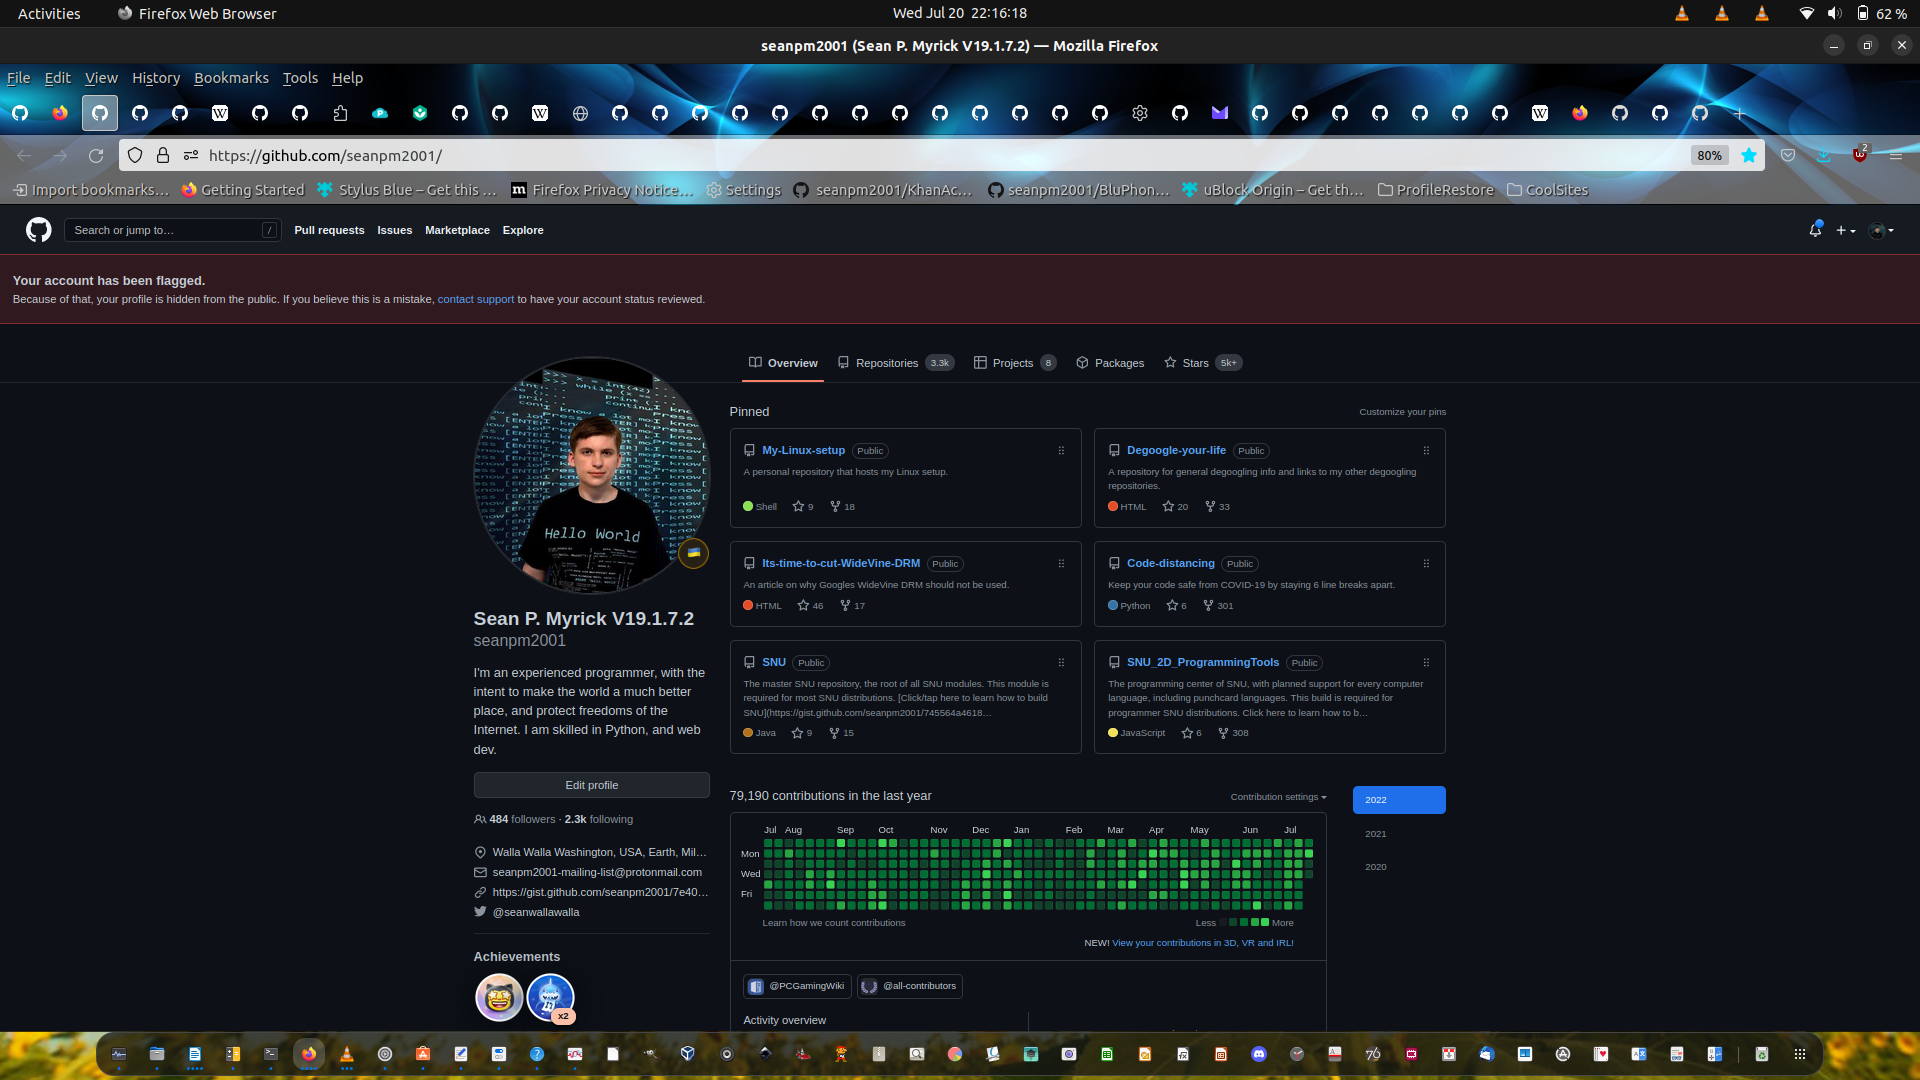 Activities
Firefox Web Browser
Wed Jul 20 22:16:18
62 %
seanpm2001 (Sean P. Myrick V19.1.7.2) — Mozilla Firefox
File Edit View History Bookmarks Tools Help
https://github.com/seanpm2001/
80%
2
Import bookmarks…
Getting Started
Stylus Blue – Get this …
Firefox Privacy Notice…
Settings
seanpm2001/KhanAc…
seanpm2001/BluPhon…
uBlock Origin – Get th…
ProfileRestore
CoolSites
Search or jump to…
/
Pull requests Issues Marketplace Explore
Your account has been flagged.
Because of that, your profile is hidden from the public. If you believe this is a mistake, contact support to have your account status reviewed.
Overview
Repositories 3.3k
Projects 8
Packages
Stars 5k+
Hello World
Sean P. Myrick V19.1.7.2
seanpm2001
I'm an experienced programmer, with the
intent to make the world a much better
place, and protect freedoms of the
Internet. I am skilled in Python, and web
dev.
Edit profile
484 followers · 2.3k following
Walla Walla Washington, USA, Earth, Mil…
seanpm2001-mailing-list@protonmail.com
https://gist.github.com/seanpm2001/7e40…
@seanwallawalla
Achievements
x2
Pinned
Customize your pins
My-Linux-setup Public
A personal repository that hosts my Linux setup.
Shell 9 18
Degoogle-your-life Public
A repository for general degoogling info and links to my other degoogling
repositories.
HTML 20 33
Its-time-to-cut-WideVine-DRM Public
An article on why Googles WideVine DRM should not be used.
HTML 46 17
Code-distancing Public
Keep your code safe from COVID-19 by staying 6 line breaks apart.
Python 6 301
SNU Public
The master SNU repository, the root of all SNU modules. This module is
required for most SNU distributions. [Click/tap here to learn how to build
SNU](https://gist.github.com/seanpm2001/745564a4618…
Java 9 15
SNU_2D_ProgrammingTools Public
The programming center of SNU, with planned support for every computer
language, including punchcard languages. This build is required for
programmer SNU distributions. Click here to learn how to b…
JavaScript 6 308
79,190 contributions in the last year
Contribution settings
2022
2021
2020
Jul Aug Sep Oct Nov Dec Jan Feb Mar Apr May Jun Jul
Mon
Wed
Fri
Learn how we count contributions
Less More
NEW! View your contributions in 3D, VR and IRL!
@PCGamingWiki
@all-contributors
Activity overview